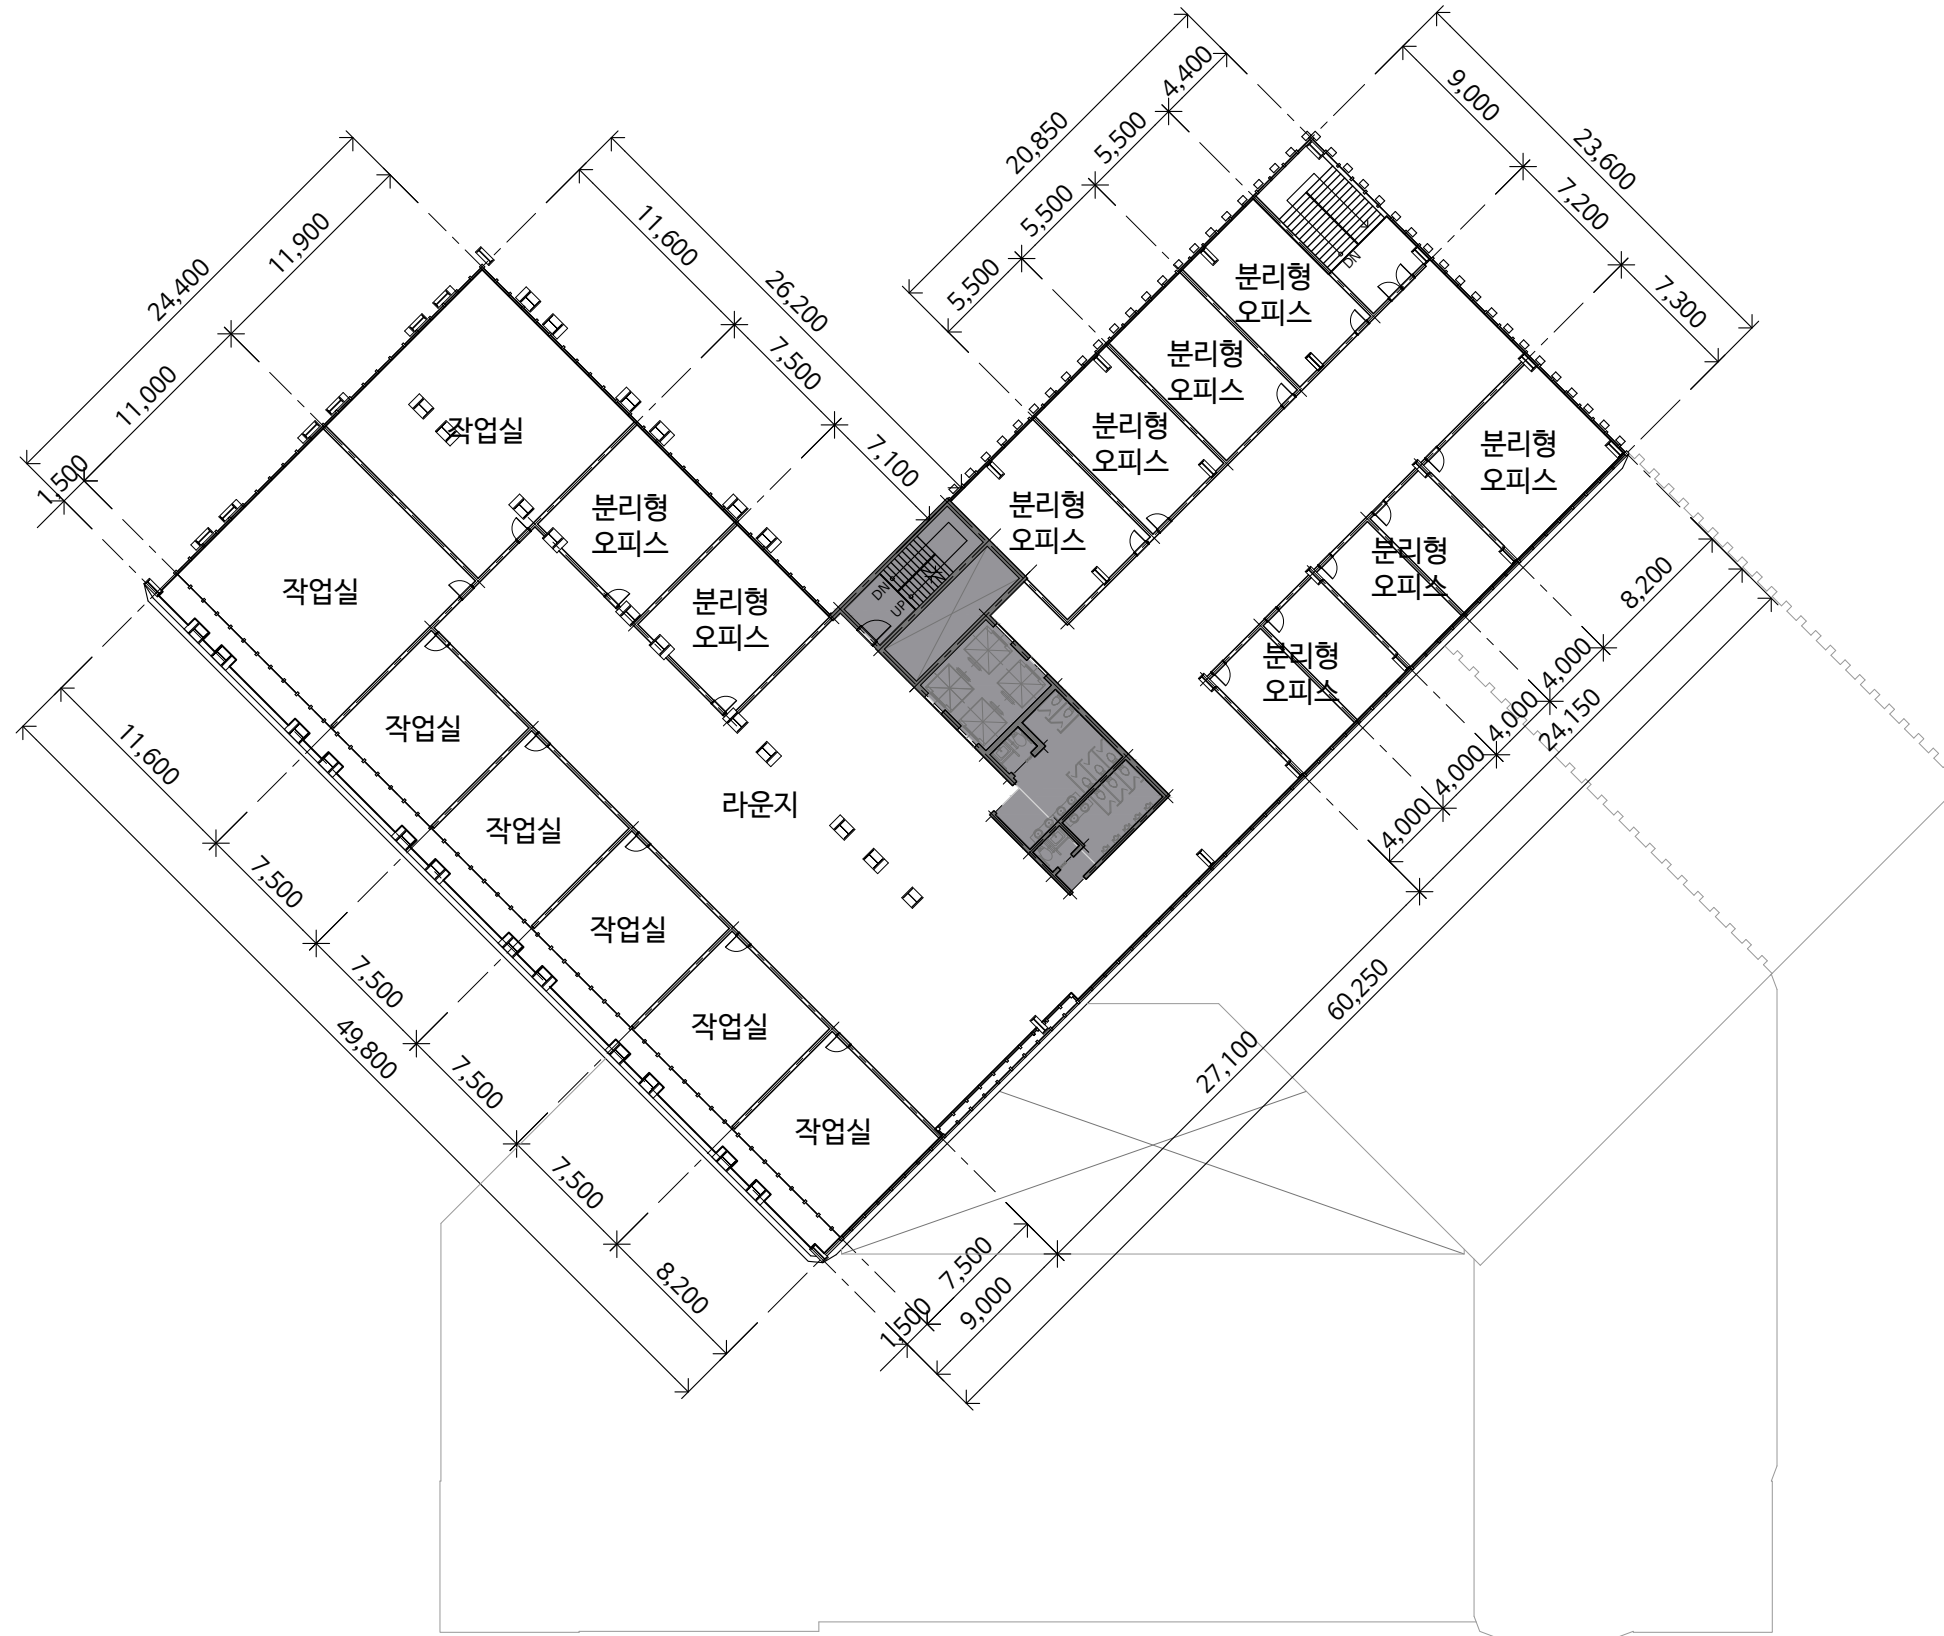 4,400
5,500
5,500
5,500
20,850
9,000
23,600
7,200
7,300
24,400
11,900
11,000
1,500
11,600
26,200
7,500
7,100
DN
분리형
오피스
분리형
오피스
분리형
오피스
분리형
오피스
분리형
오피스
분리형
오피스
분리형
오피스
작업실
분리형
오피스
분리형
오피스
작업실
DN
UP
작업실
작업실
작업실
작업실
작업실
라운지
8,200
4,000
4,000
4,000
4,000
24,150
60,250
27,100
11,600
7,500
7,500
7,500
7,500
8,200
49,800
7,500
1,500
9,000